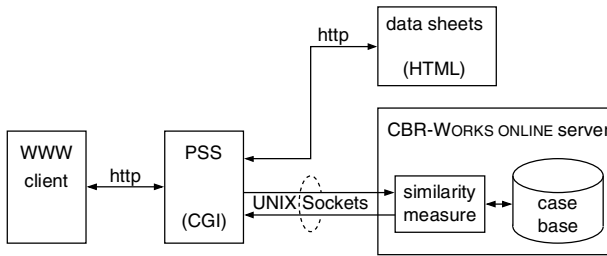 http
data sheets
(HTML)
WWW
client
http
PSS
(CGI)
UNIX Sockets
CBR-WORKS ONLINE server
similarity
measure
case
base